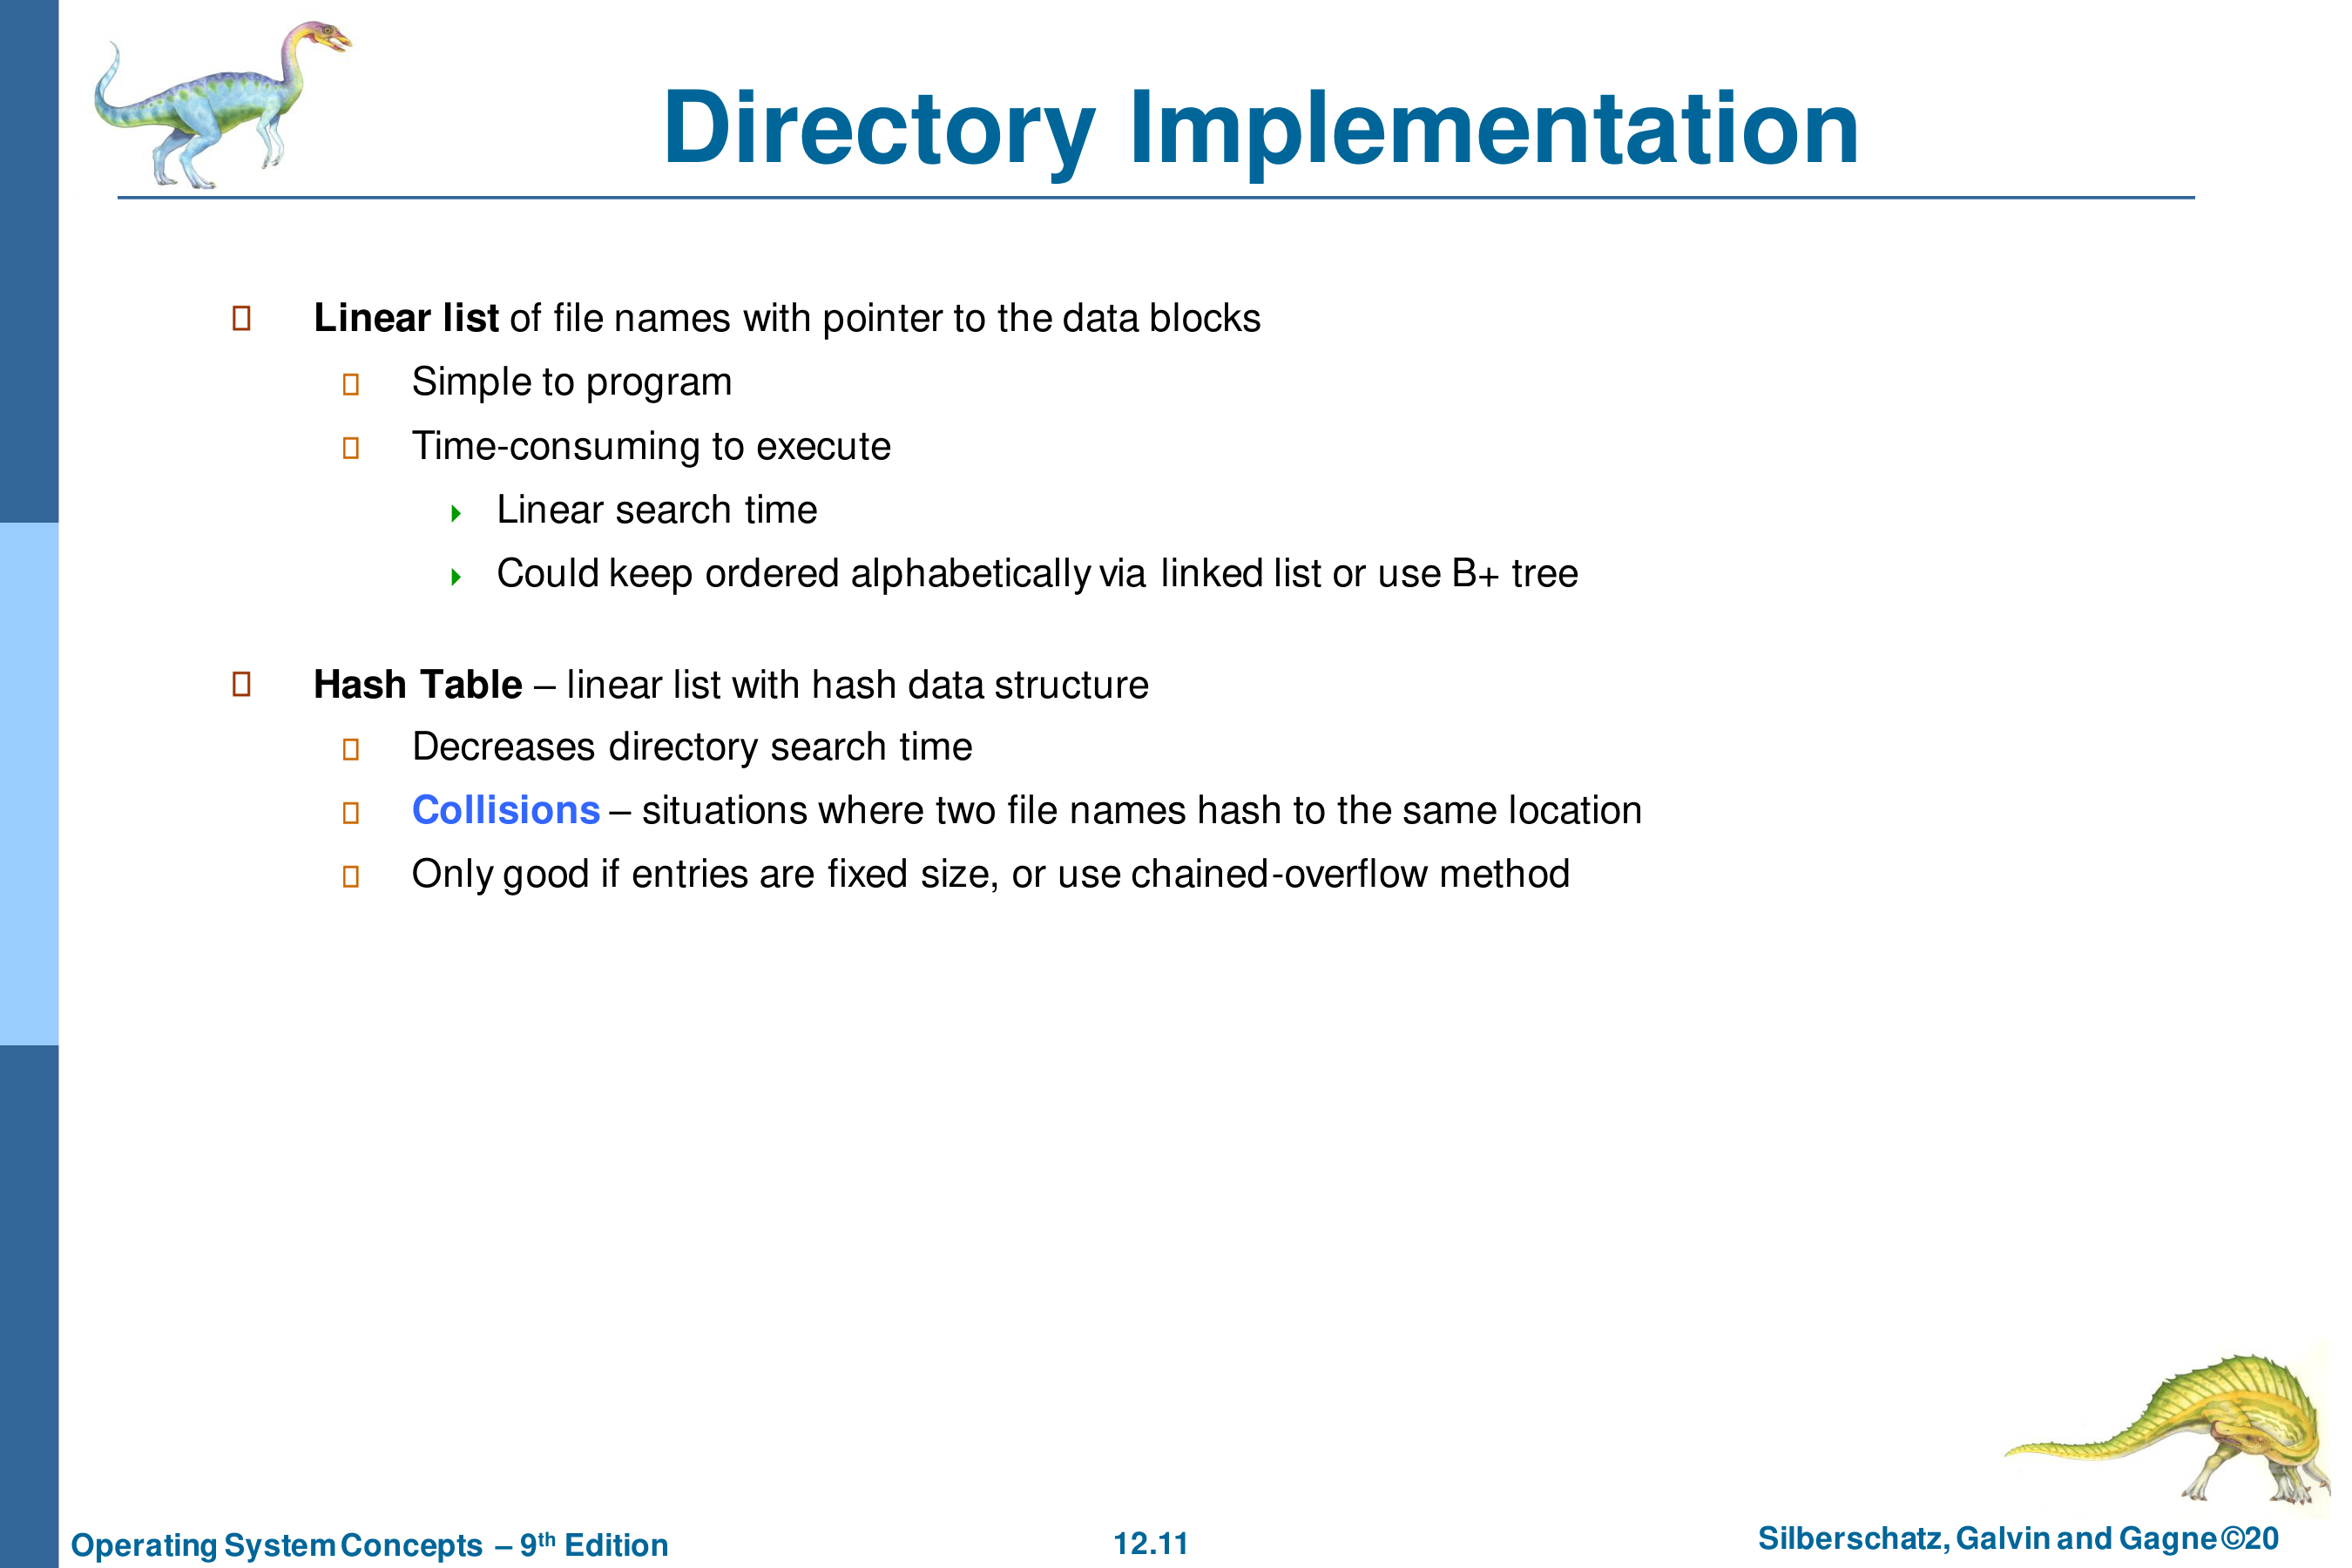 Directory Implementation
Linear list of file names with pointer to the data blocks
Simple to program
Time-consuming to execute
Linear search time
Could keep ordered alphabetically via linked list or use B+ tree
Hash Table – linear list with hash data structure
Decreases directory search time
Collisions – situations where two file names hash to the same location
Only good if entries are fixed size, or use chained-overflow method
Operating System Concepts – 9th Edition
12.11
Silberschatz, Galvin and Gagne ©20